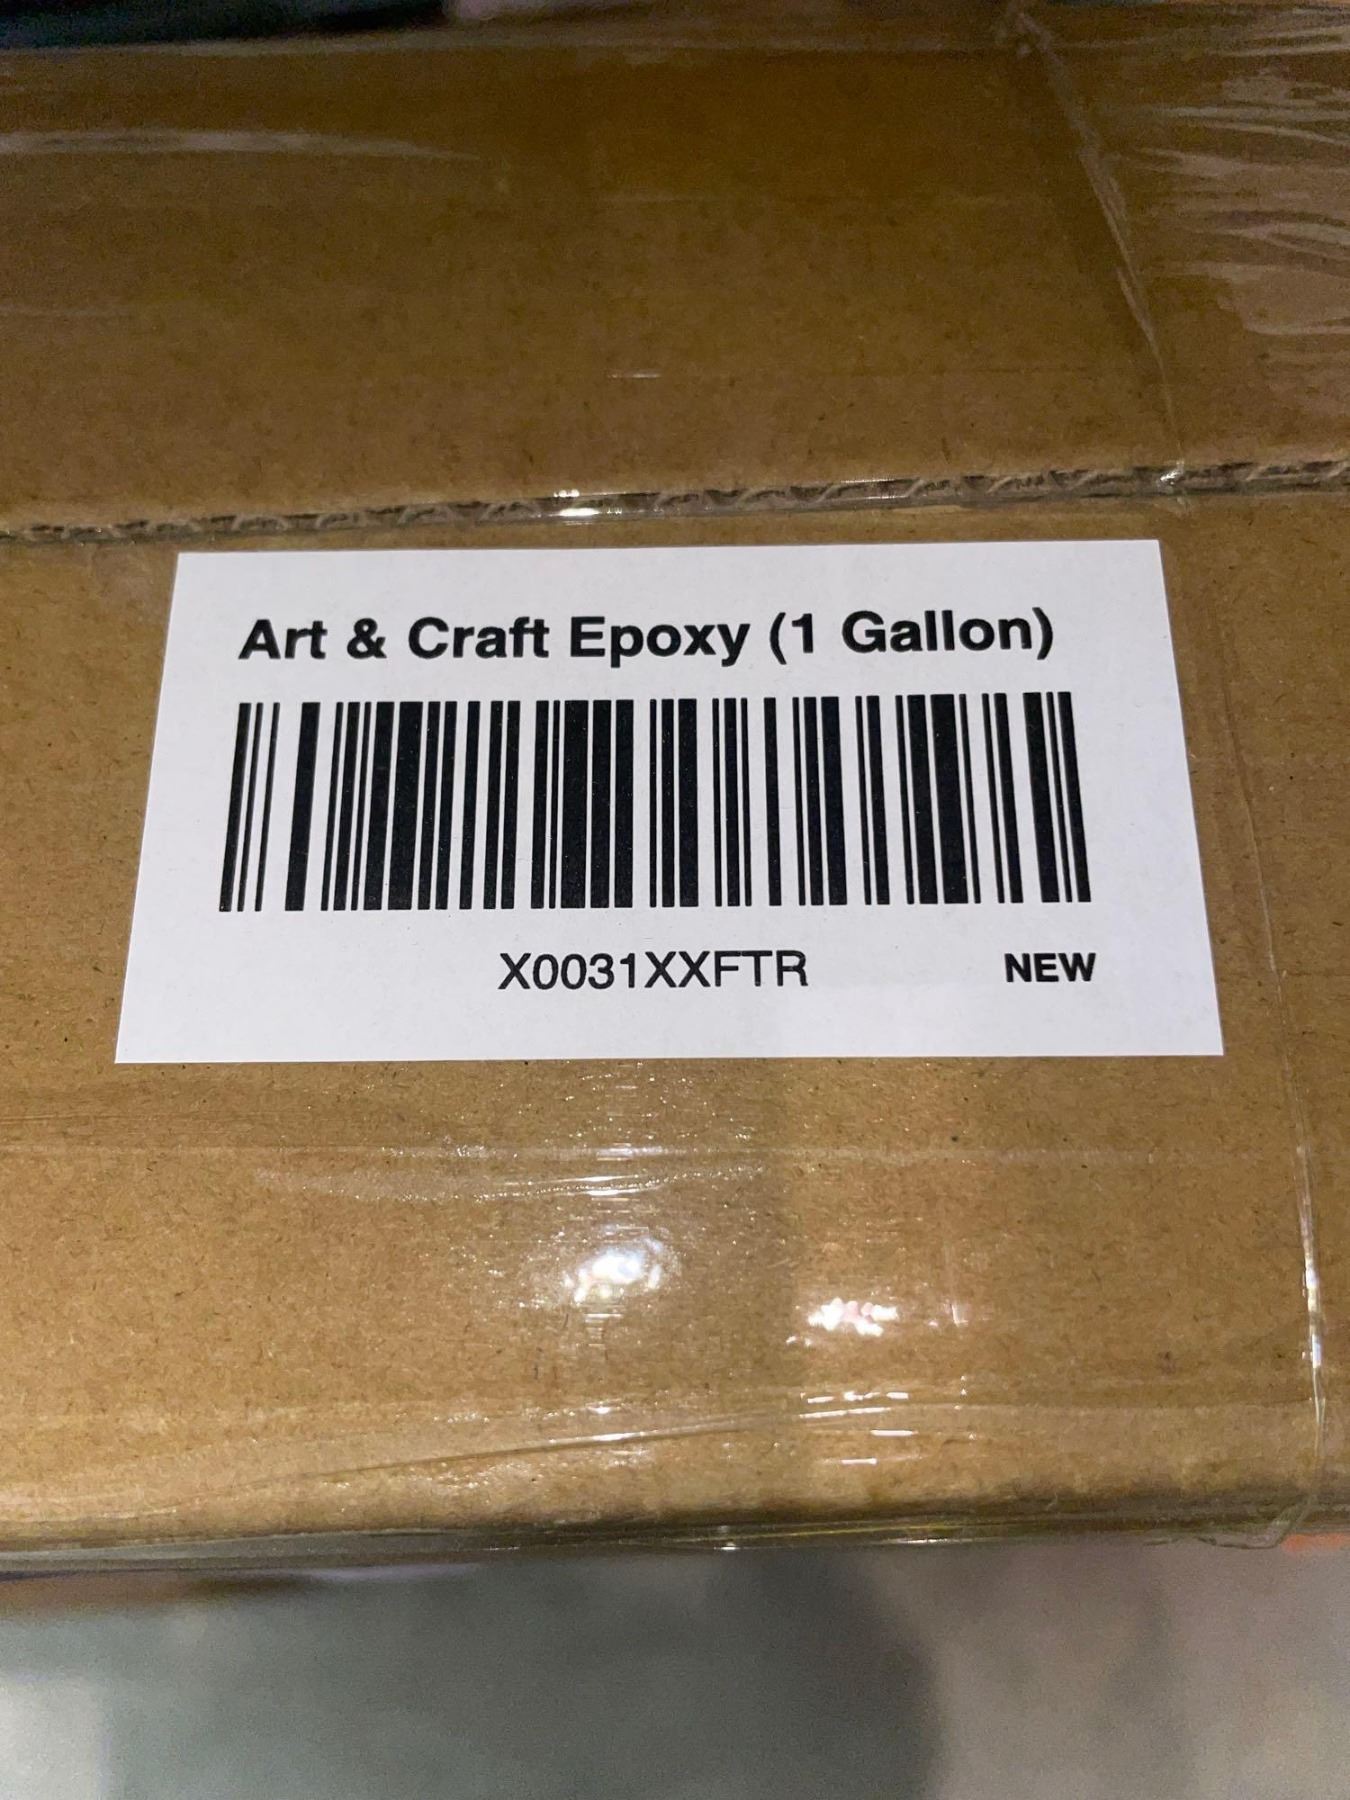 Art & Craft Epoxy (1 Gallon)
X0031XXFTR NEW